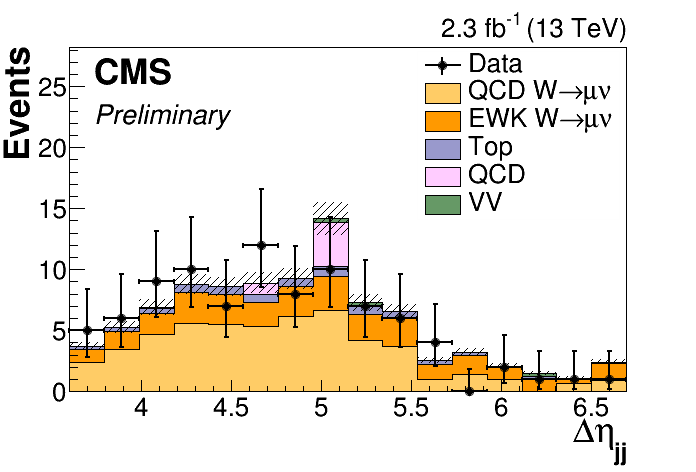 2.3 fb⁻¹ (13 TeV)
CMS
Preliminary
Data
QCD W→μν
EWK W→μν
Top
QCD
VV
Events
25
20
15
10
5
0
4
4.5
5
5.5
6
6.5
Δη_jj